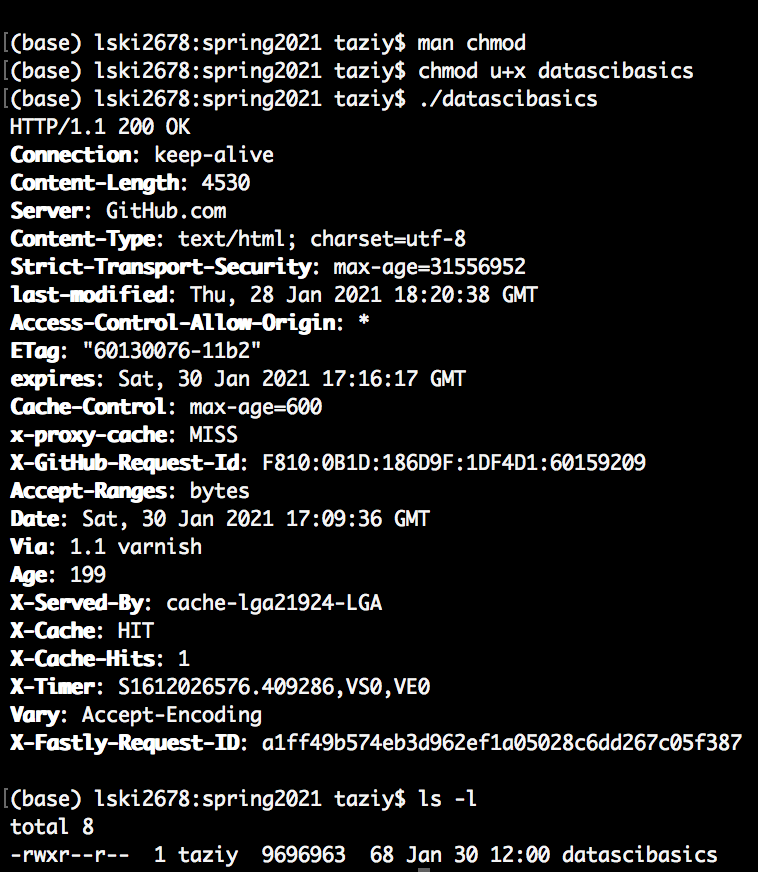 (base) lski2678:spring2021 taziy$ man chmod
(base) lski2678:spring2021 taziy$ chmod u+x datascibasics
(base) lski2678:spring2021 taziy$ ./datascibasics
HTTP/1.1 200 OK
Connection: keep-alive
Content-Length: 4530
Server: GitHub.com
Content-Type: text/html; charset=utf-8
Strict-Transport-Security: max-age=31556952
last-modified: Thu, 28 Jan 2021 18:20:38 GMT
Access-Control-Allow-Origin: *
ETag: "60130076-11b2"
expires: Sat, 30 Jan 2021 17:16:17 GMT
Cache-Control: max-age=600
x-proxy-cache: MISS
X-GitHub-Request-Id: F810:0B1D:186D9F:1DF4D1:60159209
Accept-Ranges: bytes
Date: Sat, 30 Jan 2021 17:09:36 GMT
Via: 1.1 varnish
Age: 199
X-Served-By: cache-lga21924-LGA
X-Cache: HIT
X-Cache-Hits: 1
X-Timer: S1612026576.409286,VS0,VE0
Vary: Accept-Encoding
X-Fastly-Request-ID: a1ff49b574eb3d962ef1a05028c6dd267c05f387
(base) lski2678:spring2021 taziy$ ls -l
total 8
-rwxr--r-- 1 taziy 9696963 68 Jan 30 12:00 datascibasics